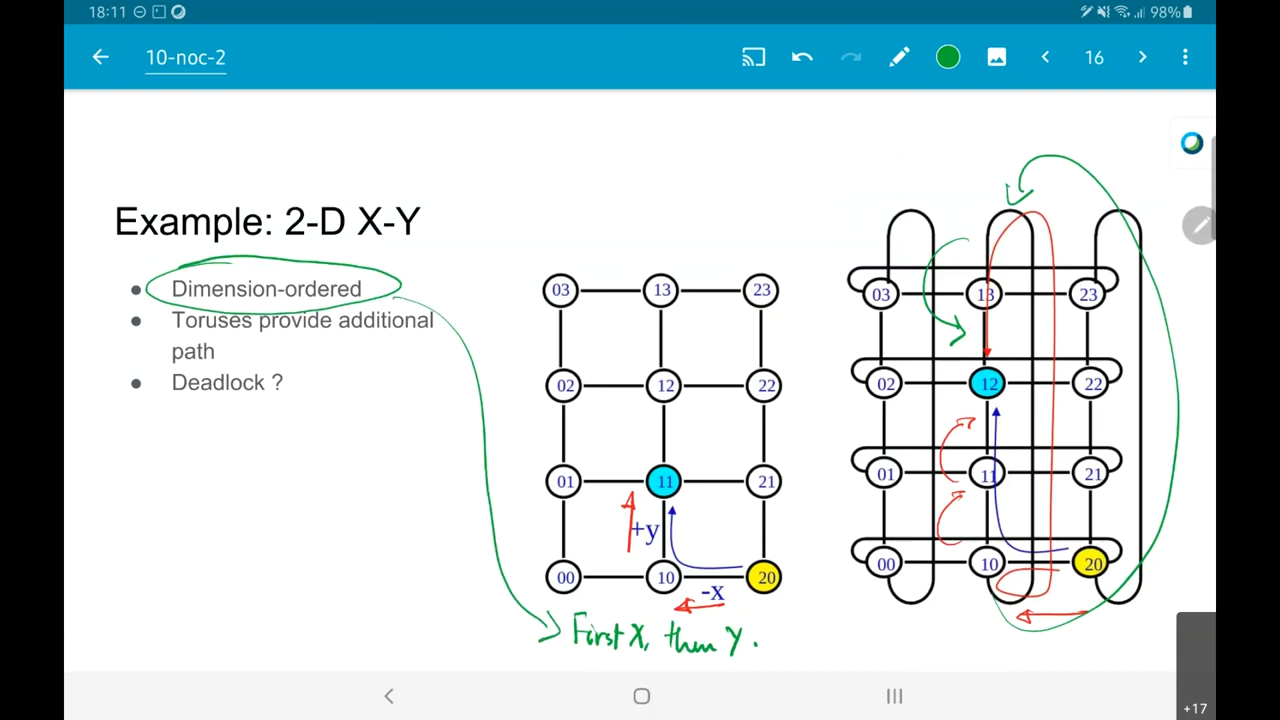 18:11
98%
10-noc-2
16
Example: 2-D X-Y
Dimension-ordered
Toruses provide additional
path
Deadlock ?
03 13 23
02 12 22
01 11 21
+y
00 10 20
-x
First X, then Y.
03 13 23
02 12 22
01 11 21
00 10 20
+17